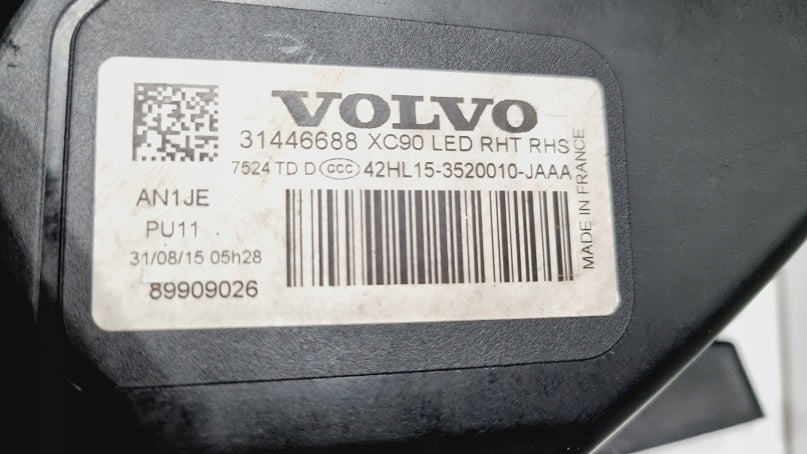 VOLVO
31446688 XC90 LED RHT RHS
7524 TD D CCC 42HL15-3520010-JAAA
AN1JE
PU11
31/08/15 05h28
89909026
MADE IN FRANCE